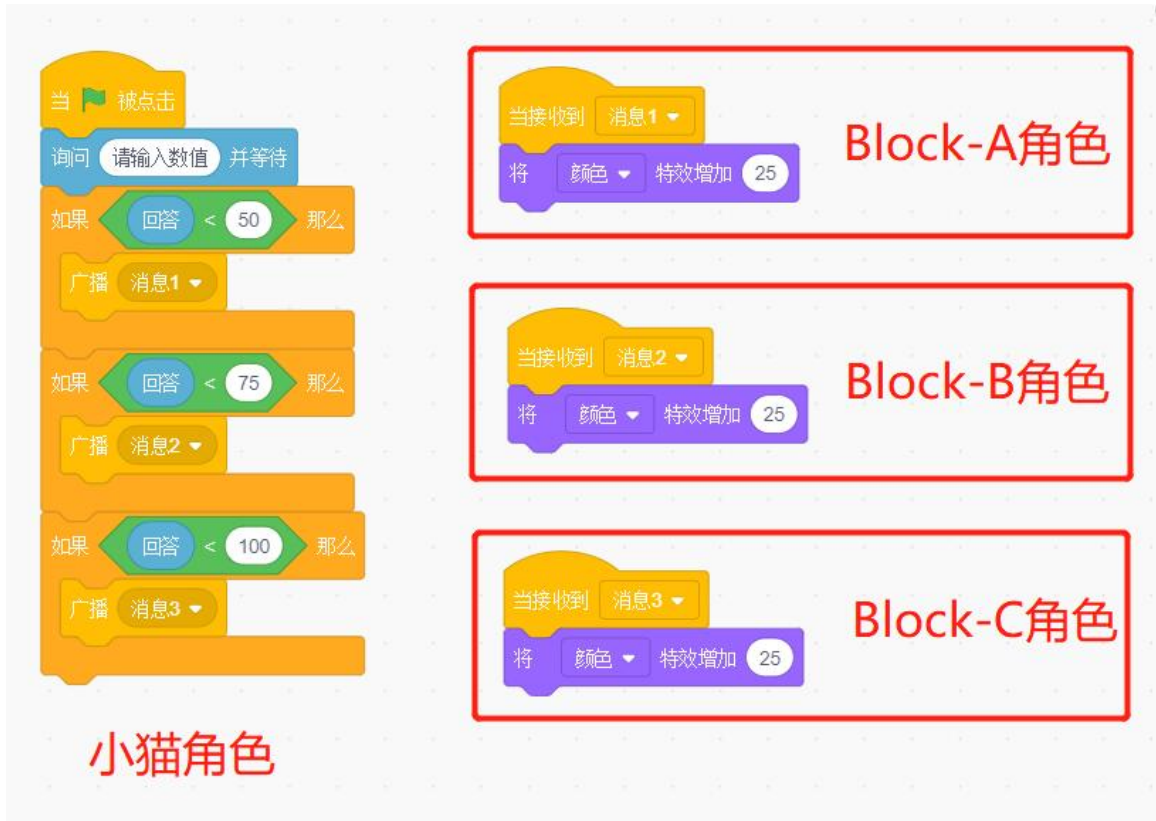 当 被点击
询问 请输入数值 并等待
如果 回答 < 50 那么
广播 消息1
如果 回答 < 75 那么
广播 消息2
如果 回答 < 100 那么
广播 消息3
小猫角色
当接收到 消息1
将 颜色 特效增加 25
Block-A角色
当接收到 消息2
将 颜色 特效增加 25
Block-B角色
当接收到 消息3
将 颜色 特效增加 25
Block-C角色